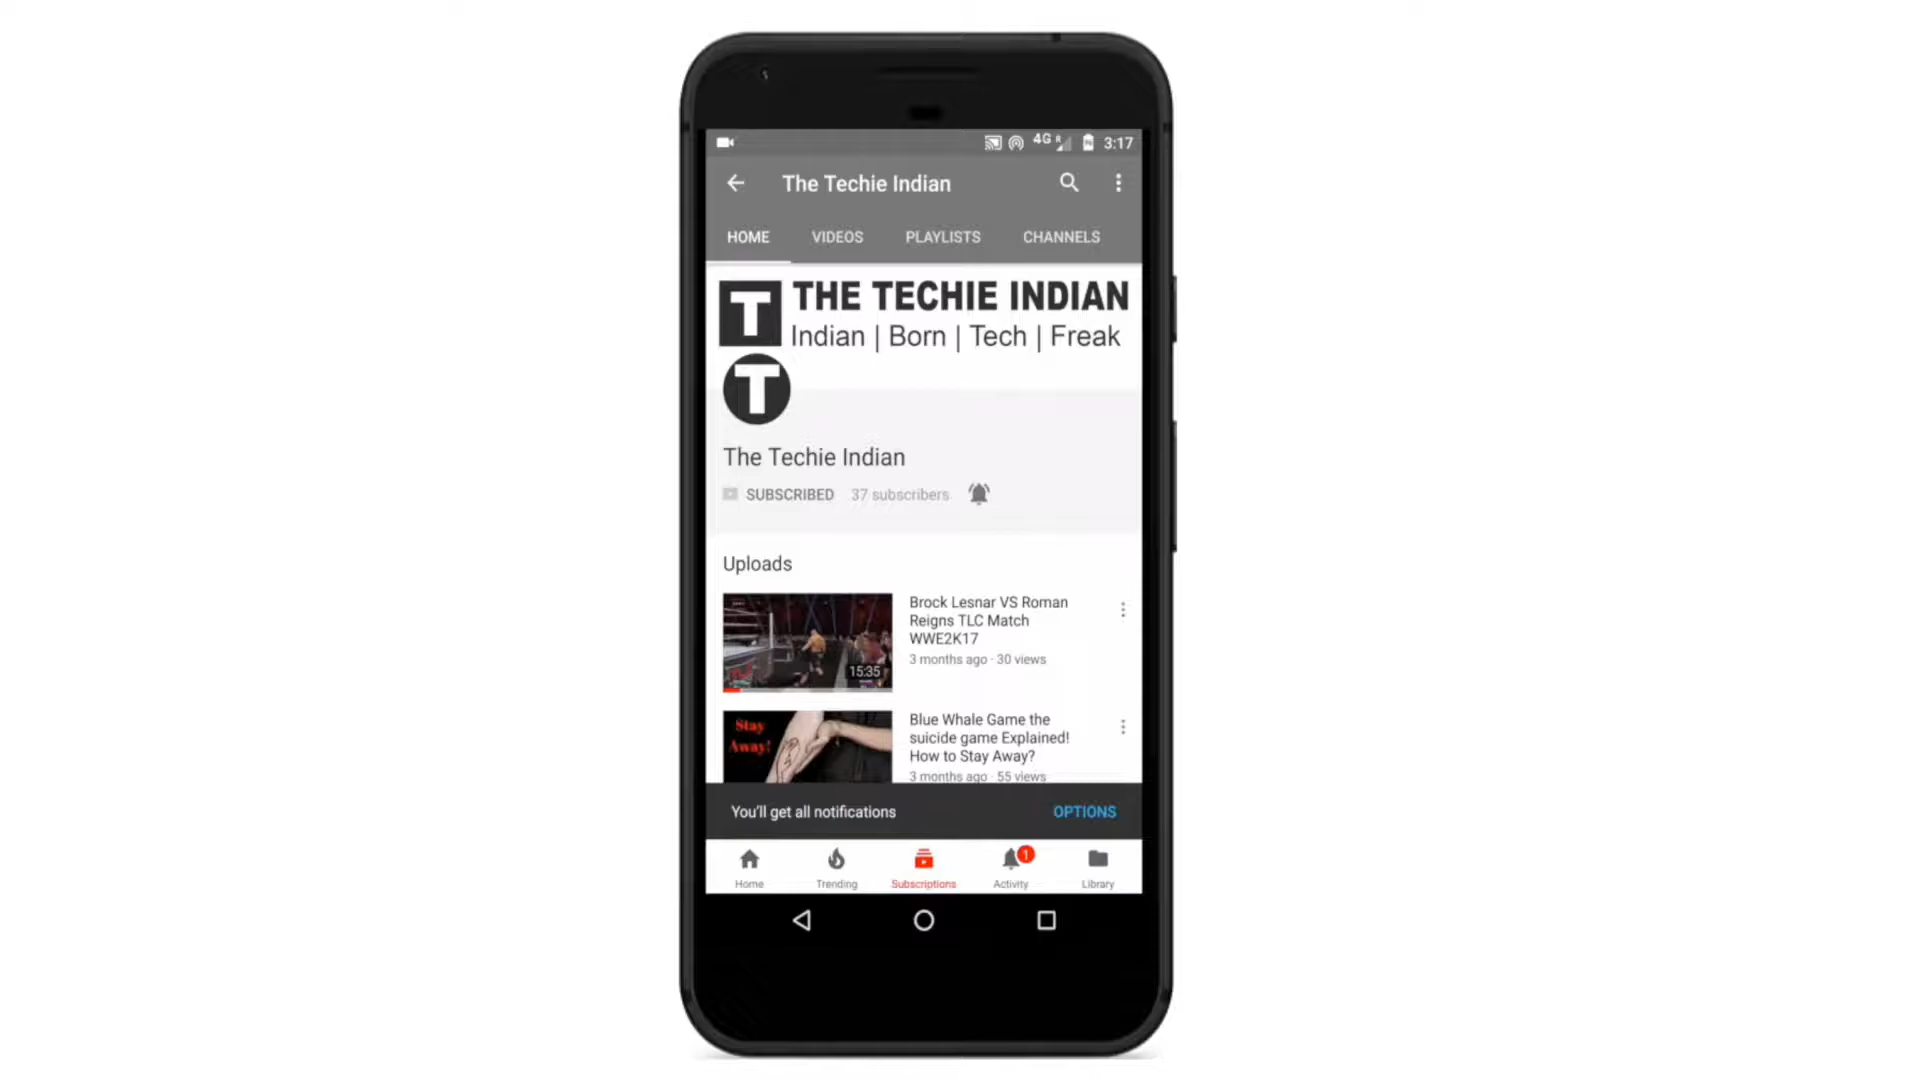 4G R 3:17
The Techie Indian
HOME VIDEOS PLAYLISTS CHANNELS
T THE TECHIE INDIAN
Indian | Born | Tech | Freak
T
The Techie Indian
SUBSCRIBED 37 subscribers
Uploads
Brock Lesnar VS Roman
Reigns TLC Match
WWE2K17
3 months ago · 30 views
15:35
Stay
Away!
Blue Whale Game the
suicide game Explained!
How to Stay Away?
3 months ago · 55 views
You'll get all notifications OPTIONS
1
Home Trending Subscriptions Activity Library